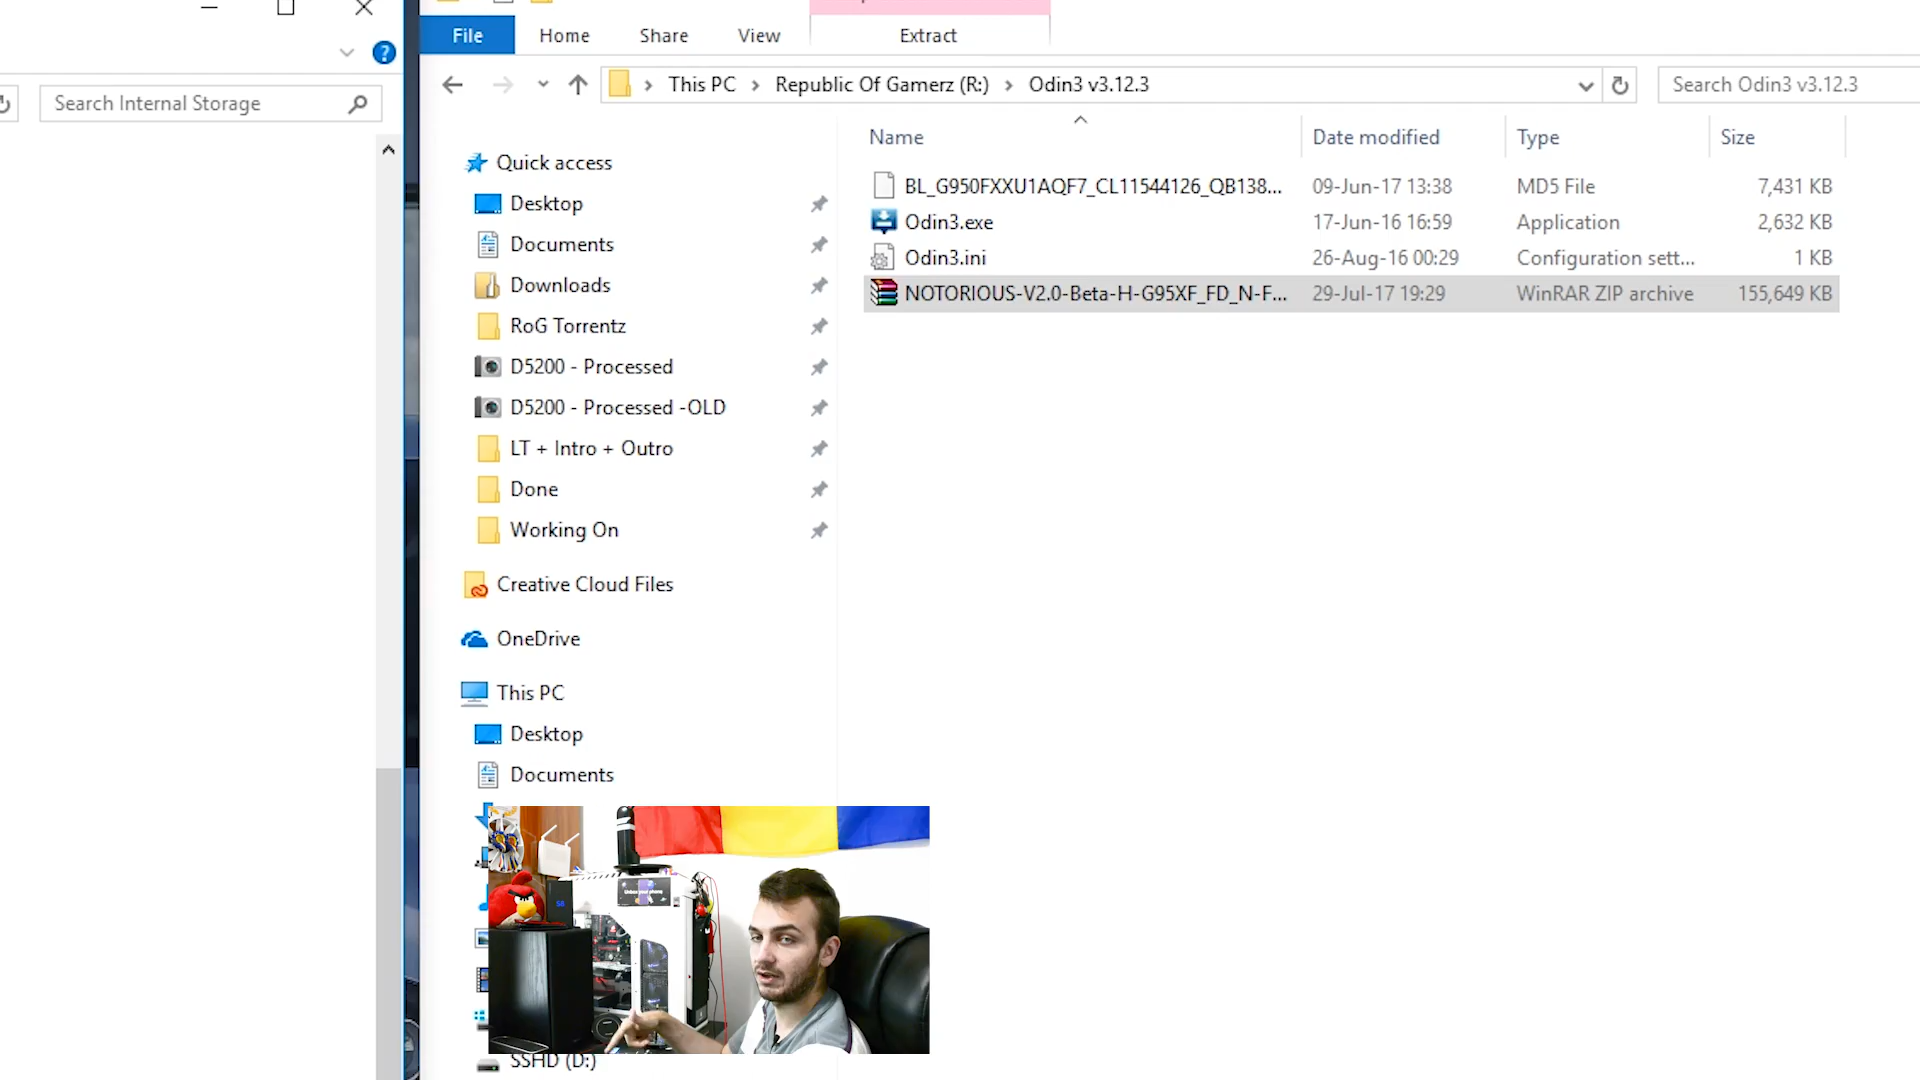 Search Internal Storage
File
Home
Share
View
Extract
This PC
Republic Of Gamerz (R:)
Odin3 v3.12.3
Search Odin3 v3.12.3
Name
Date modified
Type
Size
BL_G950FXXU1AQF7_CL11544126_QB138...
09-Jun-17 13:38
MD5 File
7,431 KB
Odin3.exe
17-Jun-16 16:59
Application
2,632 KB
Odin3.ini
26-Aug-16 00:29
Configuration sett...
1 KB
NOTORIOUS-V2.0-Beta-H-G95XF_FD_N-F...
29-Jul-17 19:29
WinRAR ZIP archive
155,649 KB
Quick access
Desktop
Documents
Downloads
RoG Torrentz
D5200 - Processed
D5200 - Processed -OLD
LT + Intro + Outro
Done
Working On
Creative Cloud Files
OneDrive
This PC
Desktop
Documents
S8
Unbox your phone
SSHD (D:)